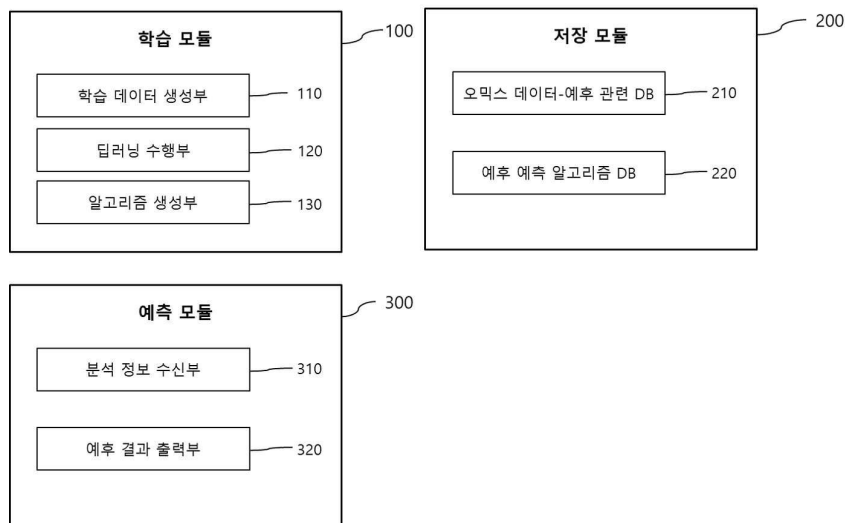 학습 모듈
100
학습 데이터 생성부
110
딥러닝 수행부
120
알고리즘 생성부
130
저장 모듈
200
오믹스 데이터-예후 관련 DB
210
예후 예측 알고리즘 DB
220
예측 모듈
300
분석 정보 수신부
310
예후 결과 출력부
320